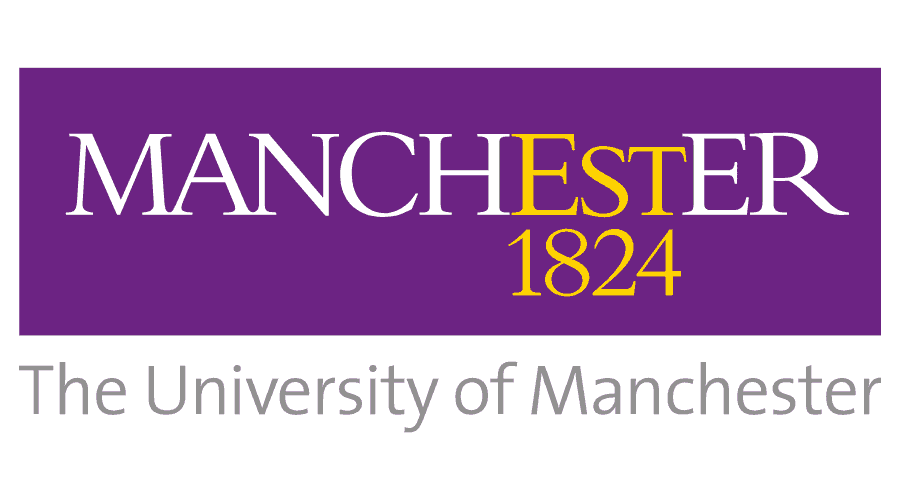 MANCHESTER
1824
The University of Manchester